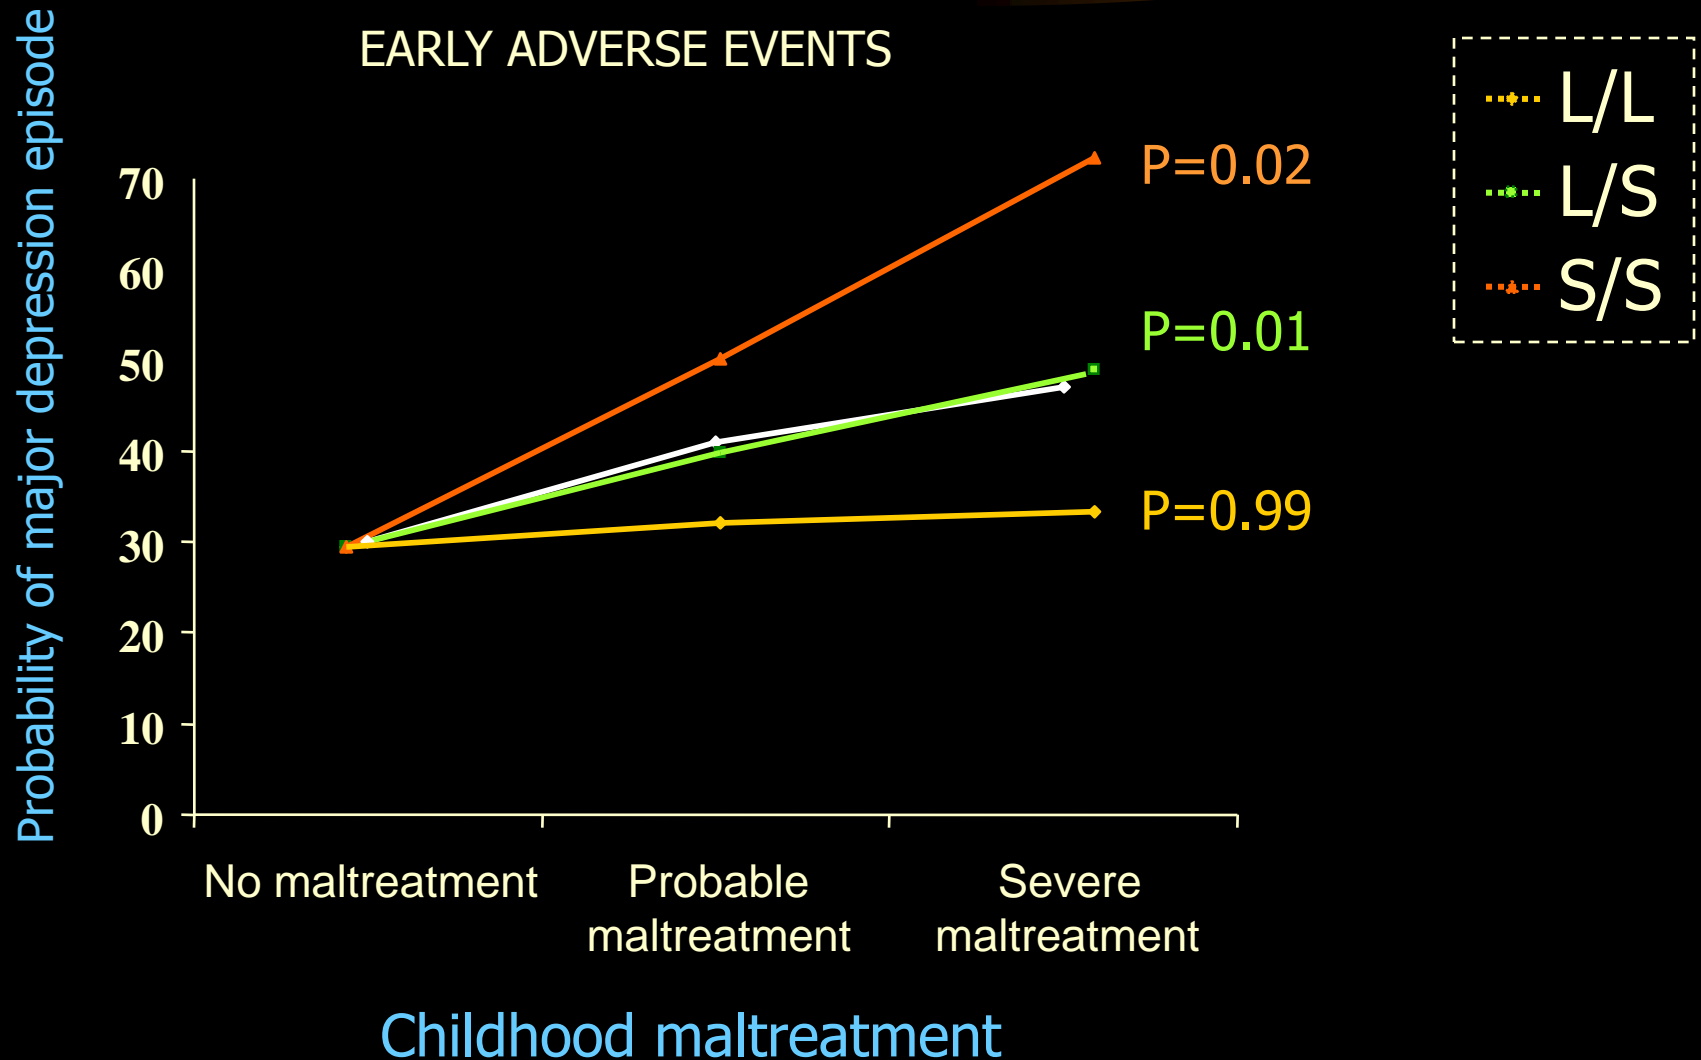 EARLY ADVERSE EVENTS
Probability of major depression episode
70
60
50
40
30
20
10
0
P=0.02
P=0.01
P=0.99
L/L
L/S
S/S
No maltreatment
Probable
maltreatment
Severe
maltreatment
Childhood maltreatment